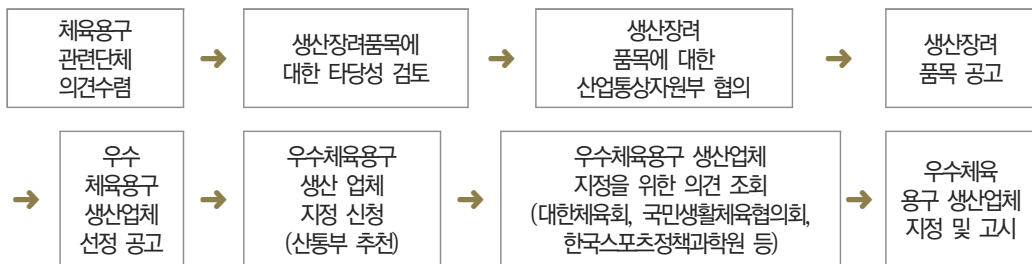 체육용구
관련단체
의견수렴
생산장려품목에
대한 타당성 검토
생산장려
품목에 대한
산업통상자원부 협의
생산장려
품목 공고
우수
체육용구
생산업체
선정 공고
우수체육용구
생산 업체
지정 신청
(산통부 추천)
우수체육용구 생산업체
지정을 위한 의견 조회
(대한체육회, 국민생활체육협의회,
한국스포츠정책과학원 등)
우수체육
용구 생산업체
지정 및 고시